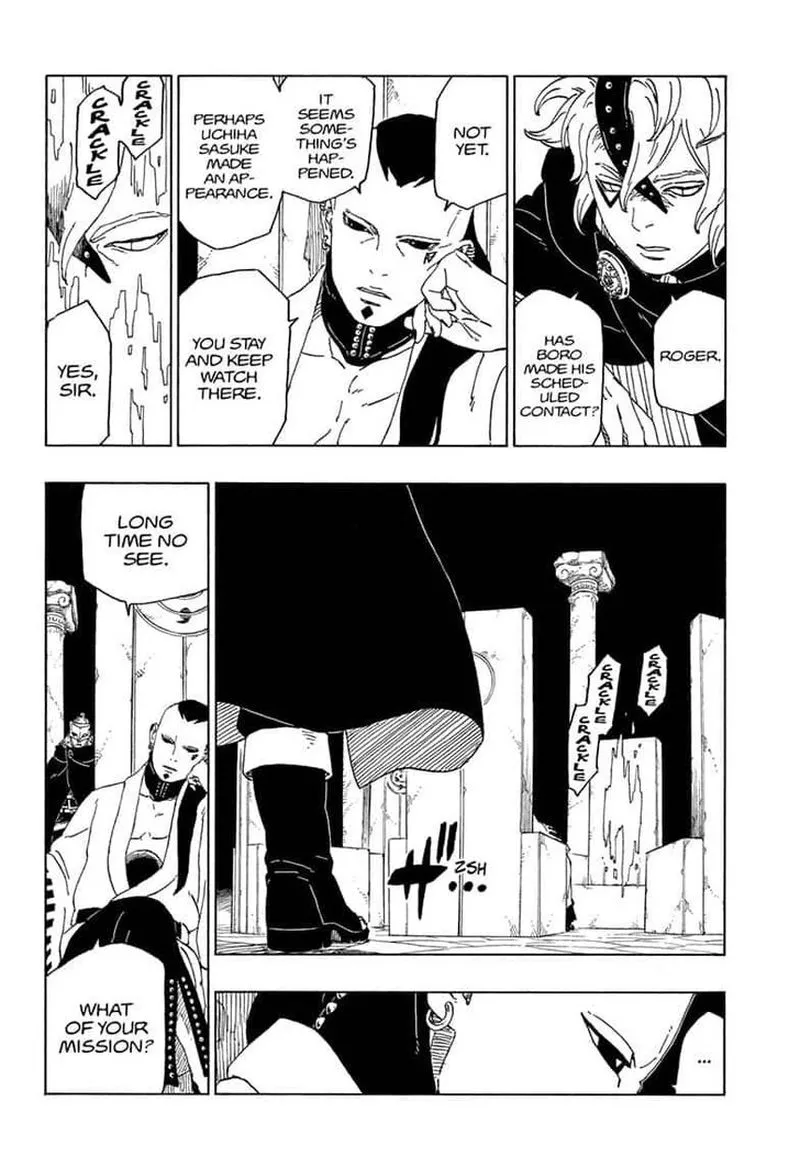 ROGER.
HAS
BORO
MADE HIS
SCHED-
ULED
CONTACT?
NOT
YET.
IT
SEEMS
SOME-
THING'S
HAP-
PENED.
PERHAPS
UCHIHA
SASUKE
MADE
AN AP-
PEARANCE.
YOU STAY
AND KEEP
WATCH
THERE.
CRACKLE
CRACKLE
YES,
SIR.
CRACKLE
CRACKLE
CRACKLE
ザ…
ZSH
LONG
TIME NO
SEE.
WHAT
OF YOUR
MISSION?
...